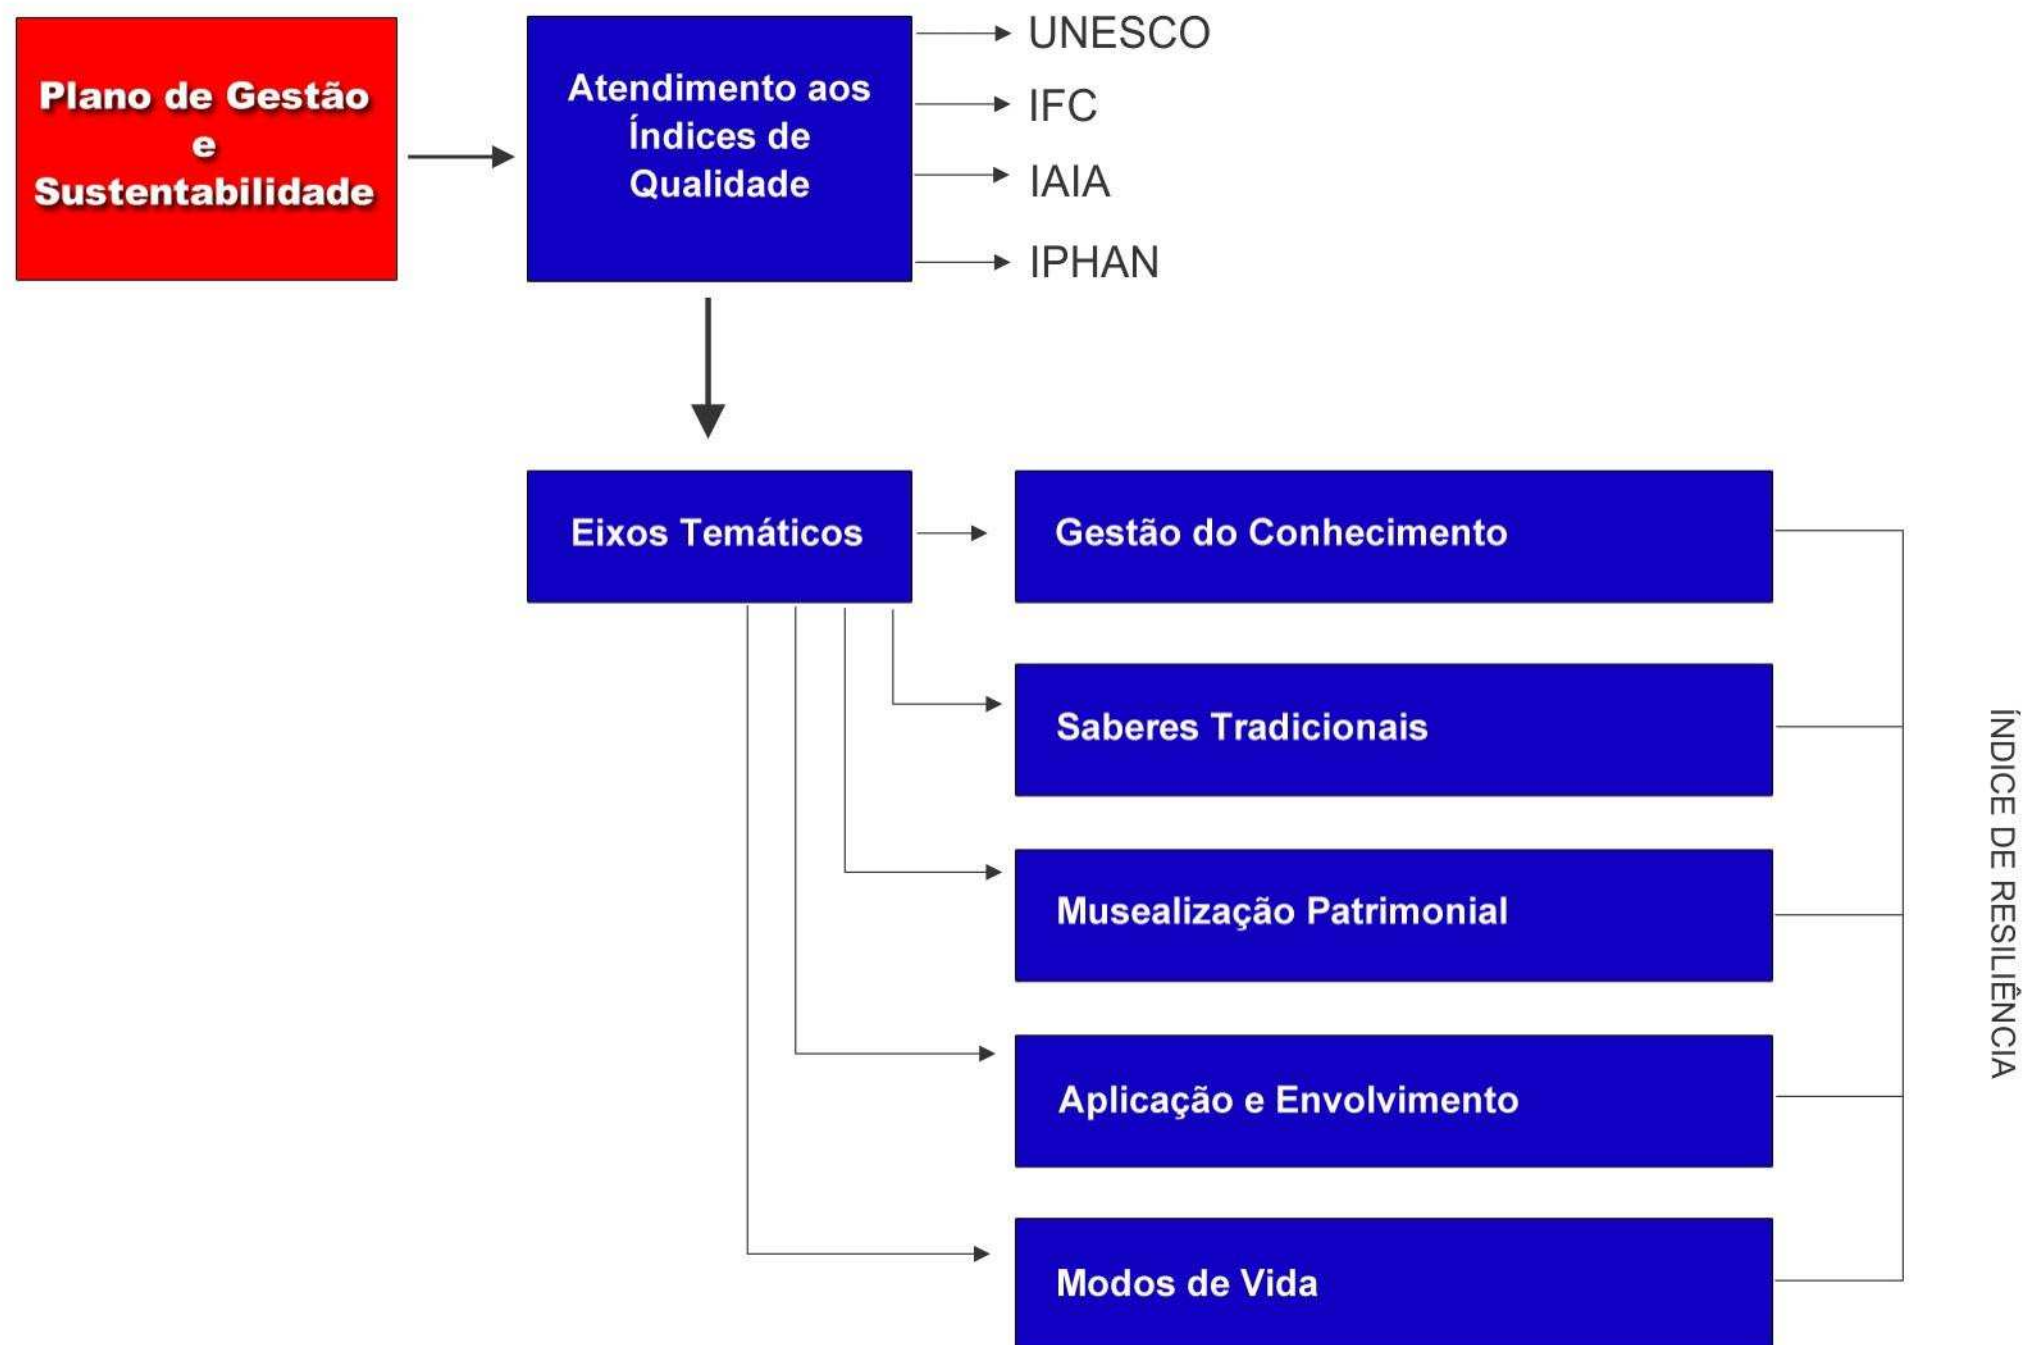 Plano de Gestão
e
Sustentabilidade
Atendimento aos
Índices de
Qualidade
UNESCO
IFC
IAIA
IPHAN
Eixos Temáticos
Gestão do Conhecimento
Saberes Tradicionais
Musealização Patrimonial
Aplicação e Envolvimento
Modos de Vida
ÍNDICE DE RESILIÊNCIA